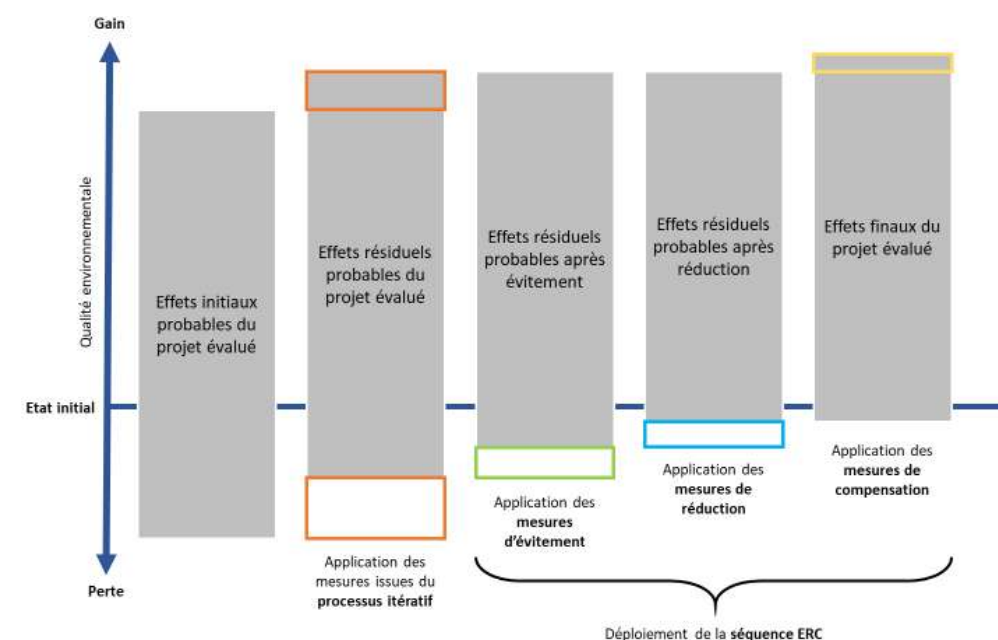 Gain
Qualité environnementale
Etat initial
Perte
Effets initiaux
probables du
projet évalué
Effets résiduels
probables du
projet évalué
Application des
mesures issues du
processus itératif
Effets résiduels
probables après
évitement
Application des
mesures
d'évitement
Effets résiduels
probables après
réduction
Application des
mesures de
réduction
Effets finaux du
projet évalué
Application des
mesures de
compensation
Déploiement de la séquence ERC